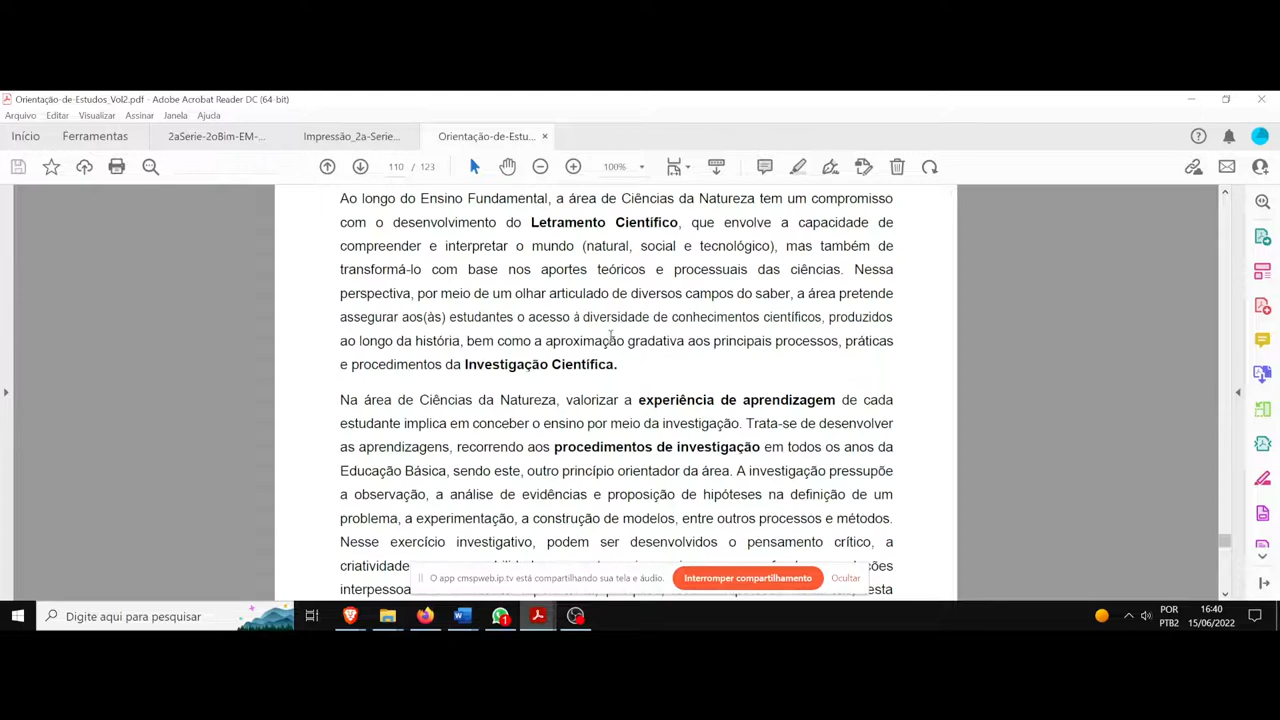 Orientação-de-Estudos_Vol2.pdf - Adobe Acrobat Reader DC (64-bit)
Arquivo Editar Visualizar Assinar Janela Ajuda
Início Ferramentas 2aSerie-2oBim-EM-... Impressão_2a-Serie... Orientação-de-Estu... ×
110 / 123 100%
Ao longo do Ensino Fundamental, a área de Ciências da Natureza tem um compromisso
com o desenvolvimento do Letramento Científico, que envolve a capacidade de
compreender e interpretar o mundo (natural, social e tecnológico), mas também de
transformá-lo com base nos aportes teóricos e processuais das ciências. Nessa
perspectiva, por meio de um olhar articulado de diversos campos do saber, a área pretende
assegurar aos(às) estudantes o acesso à diversidade de conhecimentos científicos, produzidos
ao longo da história, bem como a aproximação gradativa aos principais processos, práticas
e procedimentos da Investigação Científica.
Na área de Ciências da Natureza, valorizar a experiência de aprendizagem de cada
estudante implica em conceber o ensino por meio da investigação. Trata-se de desenvolver
as aprendizagens, recorrendo aos procedimentos de investigação em todos os anos da
Educação Básica, sendo este, outro princípio orientador da área. A investigação pressupõe
a observação, a análise de evidências e proposição de hipóteses na definição de um
problema, a experimentação, a construção de modelos, entre outros processos e métodos.
Nesse exercício investigativo, podem ser desenvolvidos o pensamento crítico, a
criatividade
interpessoa
O app cmspweb.ip.tv está compartilhando sua tela e áudio. Interromper compartilhamento Ocultar
Digite aqui para pesquisar
1
POR
PTB2
16:40
15/06/2022